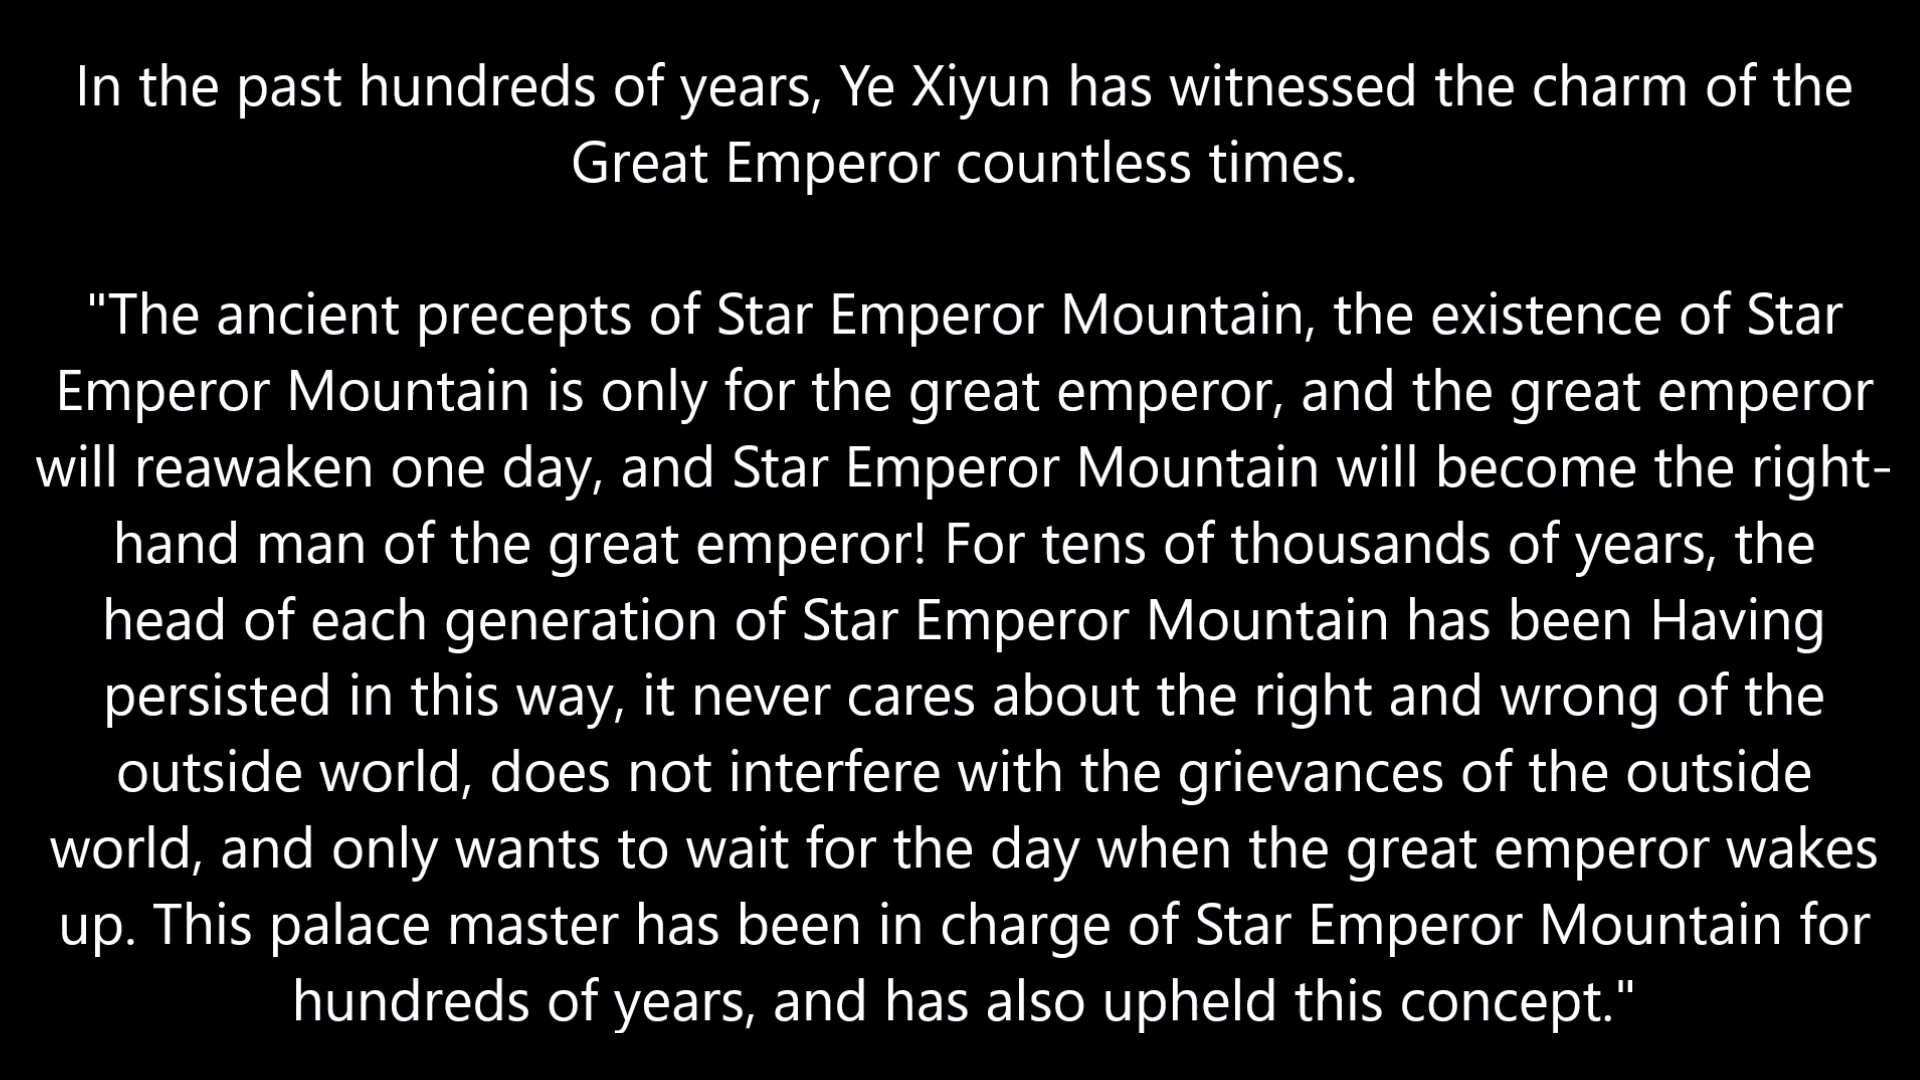 In the past hundreds of years, Ye Xiyun has witnessed the charm of the
Great Emperor countless times.
"The ancient precepts of Star Emperor Mountain, the existence of Star
Emperor Mountain is only for the great emperor, and the great emperor
will reawaken one day, and Star Emperor Mountain will become the right-
hand man of the great emperor! For tens of thousands of years, the
head of each generation of Star Emperor Mountain has been Having
persisted in this way, it never cares about the right and wrong of the
outside world, does not interfere with the grievances of the outside
world, and only wants to wait for the day when the great emperor wakes
up. This palace master has been in charge of Star Emperor Mountain for
hundreds of years, and has also upheld this concept."